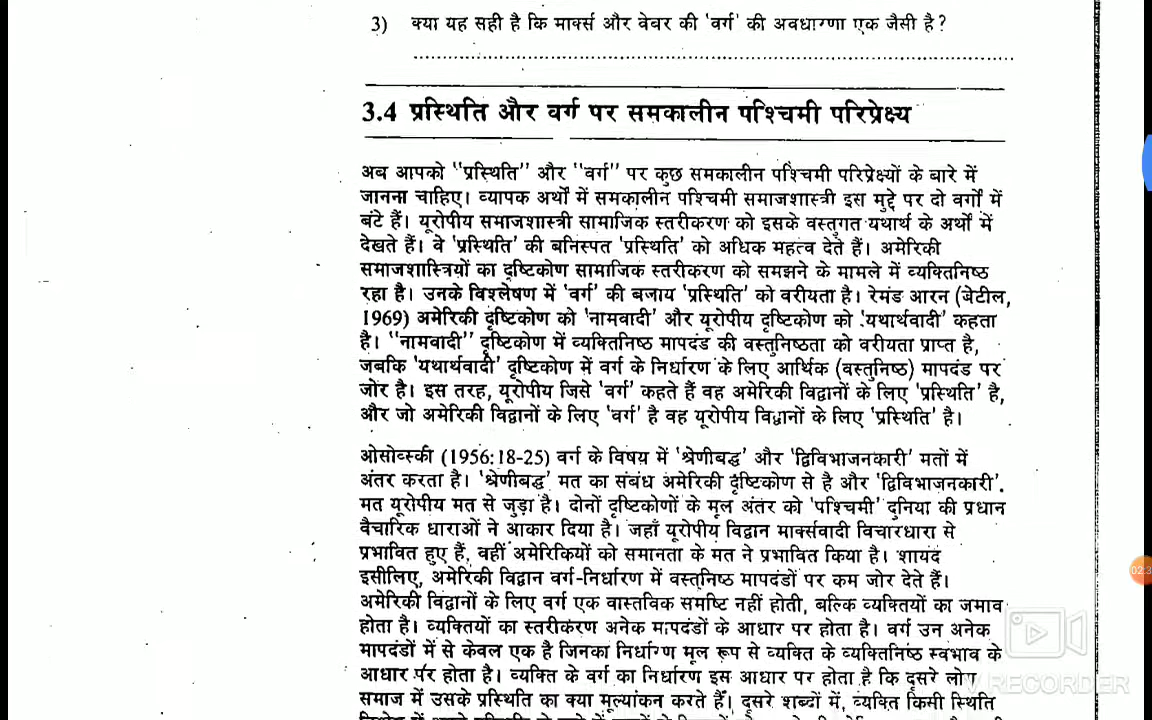 3) क्या यह सही है कि मार्क्स और वेबर की 'वर्ग' की अवधारणा एक जैसी है?
3.4 प्रस्थिति और वर्ग पर समकालीन पश्चिमी परिप्रेक्ष्य
अब आपको "प्रस्थिति" और "वर्ग" पर कुछ समकालीन पश्चिमी परिप्रेक्ष्यों के बारे में
जानना चाहिए। व्यापक अर्थों में समकालीन पश्चिमी समाजशास्त्री इस मुद्दे पर दो वर्गों में
बंटे हैं। यूरोपीय समाजशास्त्री सामाजिक स्तरीकरण को इसके वस्तुगत यथार्थ के अर्थों में
देखते हैं। वे 'प्रस्थिति' की बनिस्पत 'प्रस्थिति' को अधिक महत्व देते हैं। अमेरिकी
समाजशास्त्रियों का दृष्टिकोण सामाजिक स्तरीकरण को समझने के मामले में व्यक्तिनिष्ठ
रहा है। उनके विश्लेषण में 'वर्ग' की बजाय 'प्रस्थिति' को वरीयता है। रेमंड आरन (बेटील,
1969) अमेरिकी दृष्टिकोण को 'नामवादी' और यूरोपीय दृष्टिकोण को 'यथार्थवादी' कहता
है। "नामवादी" दृष्टिकोण में व्यक्तिनिष्ठ मापदंड की वस्तुनिष्ठता को वरीयता प्राप्त है,
जबकि 'यथार्थवादी' दृष्टिकोण में वर्ग के निर्धारण के लिए आर्थिक (वस्तुनिष्ठ) मापदंड पर
जोर है। इस तरह, यूरोपीय जिसे 'वर्ग' कहते हैं वह अमेरिकी विद्वानों के लिए 'प्रस्थिति' है,
और जो अमेरिकी विद्वानों के लिए 'वर्ग' है वह यूरोपीय विद्वानों के लिए 'प्रस्थिति' है।
ओसोव्स्की (1956:18-25) वर्ग के विषय में 'श्रेणीबद्ध' और 'द्विविभाजनकारी' मतों में
अंतर करता है। 'श्रेणीबद्ध' मत का संबंध अमेरिकी दृष्टिकोण से है और 'द्विविभाजनकारी'
मत यूरोपीय मत से जुड़ा है। दोनों दृष्टिकोणों के मूल अंतर को 'पश्चिमी' दुनिया की प्रधान
वैचारिक धाराओं ने आकार दिया है। जहाँ यूरोपीय विद्वान मार्क्सवादी विचारधारा से
प्रभावित हुए हैं, वहीं अमेरिकियों को समानता के मत ने प्रभावित किया है। शायद
इसीलिए, अमेरिकी विद्वान वर्ग-निर्धारण में वस्तुनिष्ठ मापदंडों पर कम जोर देते हैं।
अमेरिकी विद्वानों के लिए वर्ग एक वास्तविक समष्टि नहीं होती, बल्कि व्यक्तियों का जमाव
होता है। व्यक्तियों का स्तरीकरण अनेक मापदंडों के आधार पर होता है। वर्ग उन अनेक
मापदंडों में से केवल एक है जिनका निर्धारण मूल रूप से व्यक्ति के व्यक्तिनिष्ठ स्वभाव के
आधार पर होता है। व्यक्ति के वर्ग का निर्धारण इस आधार पर होता है कि दूसरे लोग
समाज में उसके प्रस्थिति का क्या मूल्यांकन करते हैं। दूसरे शब्दों में, व्यक्ति किसी स्थिति
V RECORDER